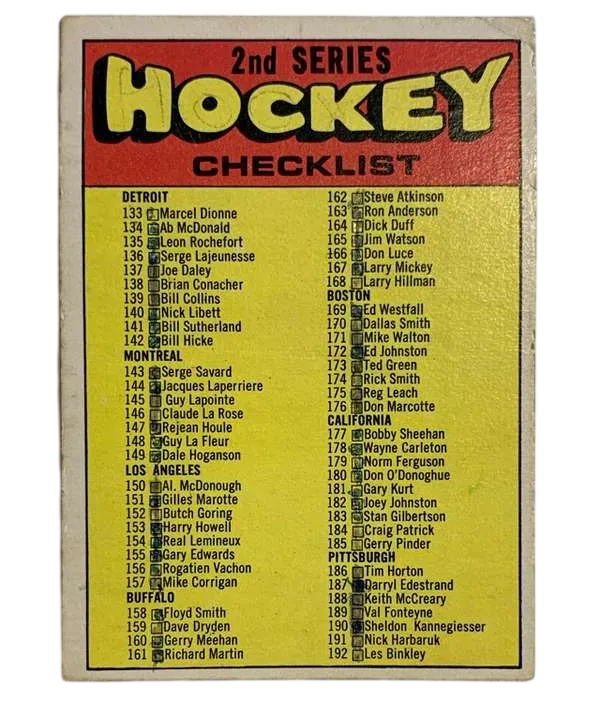 2nd SERIES
HOCKEY
CHECKLIST
DETROIT
133 Marcel Dionne
134 Ab McDonald
135 Leon Rochefort
136 Serge Lajeunesse
137 Joe Daley
138 Brian Conacher
139 Bill Collins
140 Nick Libett
141 Bill Sutherland
142 Bill Hicke
MONTREAL
143 Serge Savard
144 Jacques Laperriere
145 Guy Lapointe
146 Claude La Rose
147 Rejean Houle
148 Guy La Fleur
149 Dale Hoganson
LOS ANGELES
150 Al. McDonough
151 Gilles Marotte
152 Butch Goring
153 Harry Howell
154 Real Lemineux
155 Gary Edwards
156 Rogatien Vachon
157 Mike Corrigan
BUFFALO
158 Floyd Smith
159 Dave Dryden
160 Gerry Meehan
161 Richard Martin
162 Steve Atkinson
163 Ron Anderson
164 Dick Duff
165 Jim Watson
166 Don Luce
167 Larry Mickey
168 Larry Hillman
BOSTON
169 Ed Westfall
170 Dallas Smith
171 Mike Walton
172 Ed Johnston
173 Ted Green
174 Rick Smith
175 Reg Leach
176 Don Marcotte
CALIFORNIA
177 Bobby Sheehan
178 Wayne Carleton
179 Norm Ferguson
180 Don O'Donoghue
181 Gary Kurt
182 Joey Johnston
183 Stan Gilbertson
184 Craig Patrick
185 Gerry Pinder
PITTSBURGH
186 Tim Horton
187 Darryl Edestrand
188 Keith McCreary
189 Val Fonteyne
190 Sheldon Kannegiesser
191 Nick Harbaruk
192 Les Binkley